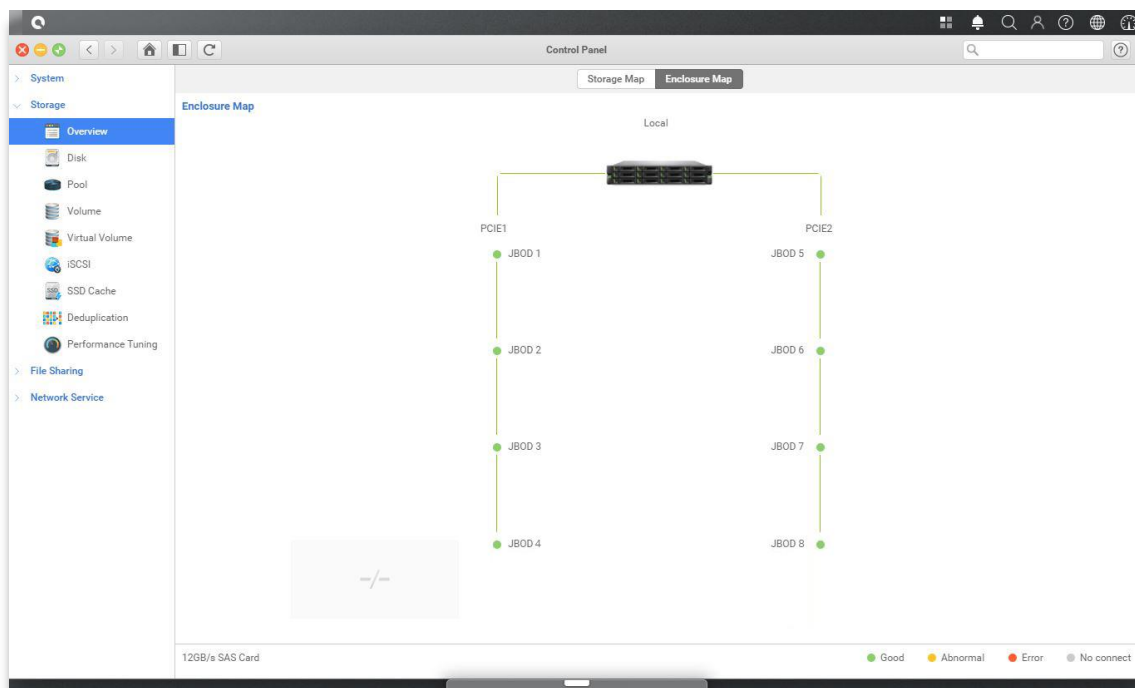 Control Panel
System
Storage
Overview
Disk
Pool
Volume
Virtual Volume
iSCSI
SSD Cache
Deduplication
Performance Tuning
File Sharing
Network Service
Storage Map Enclosure Map
Enclosure Map
Local
PCIE1 PCIE2
JBOD 1 JBOD 5
JBOD 2 JBOD 6
JBOD 3 JBOD 7
JBOD 4 JBOD 8
-/-
12GB/s SAS Card Good Abnormal Error No connect